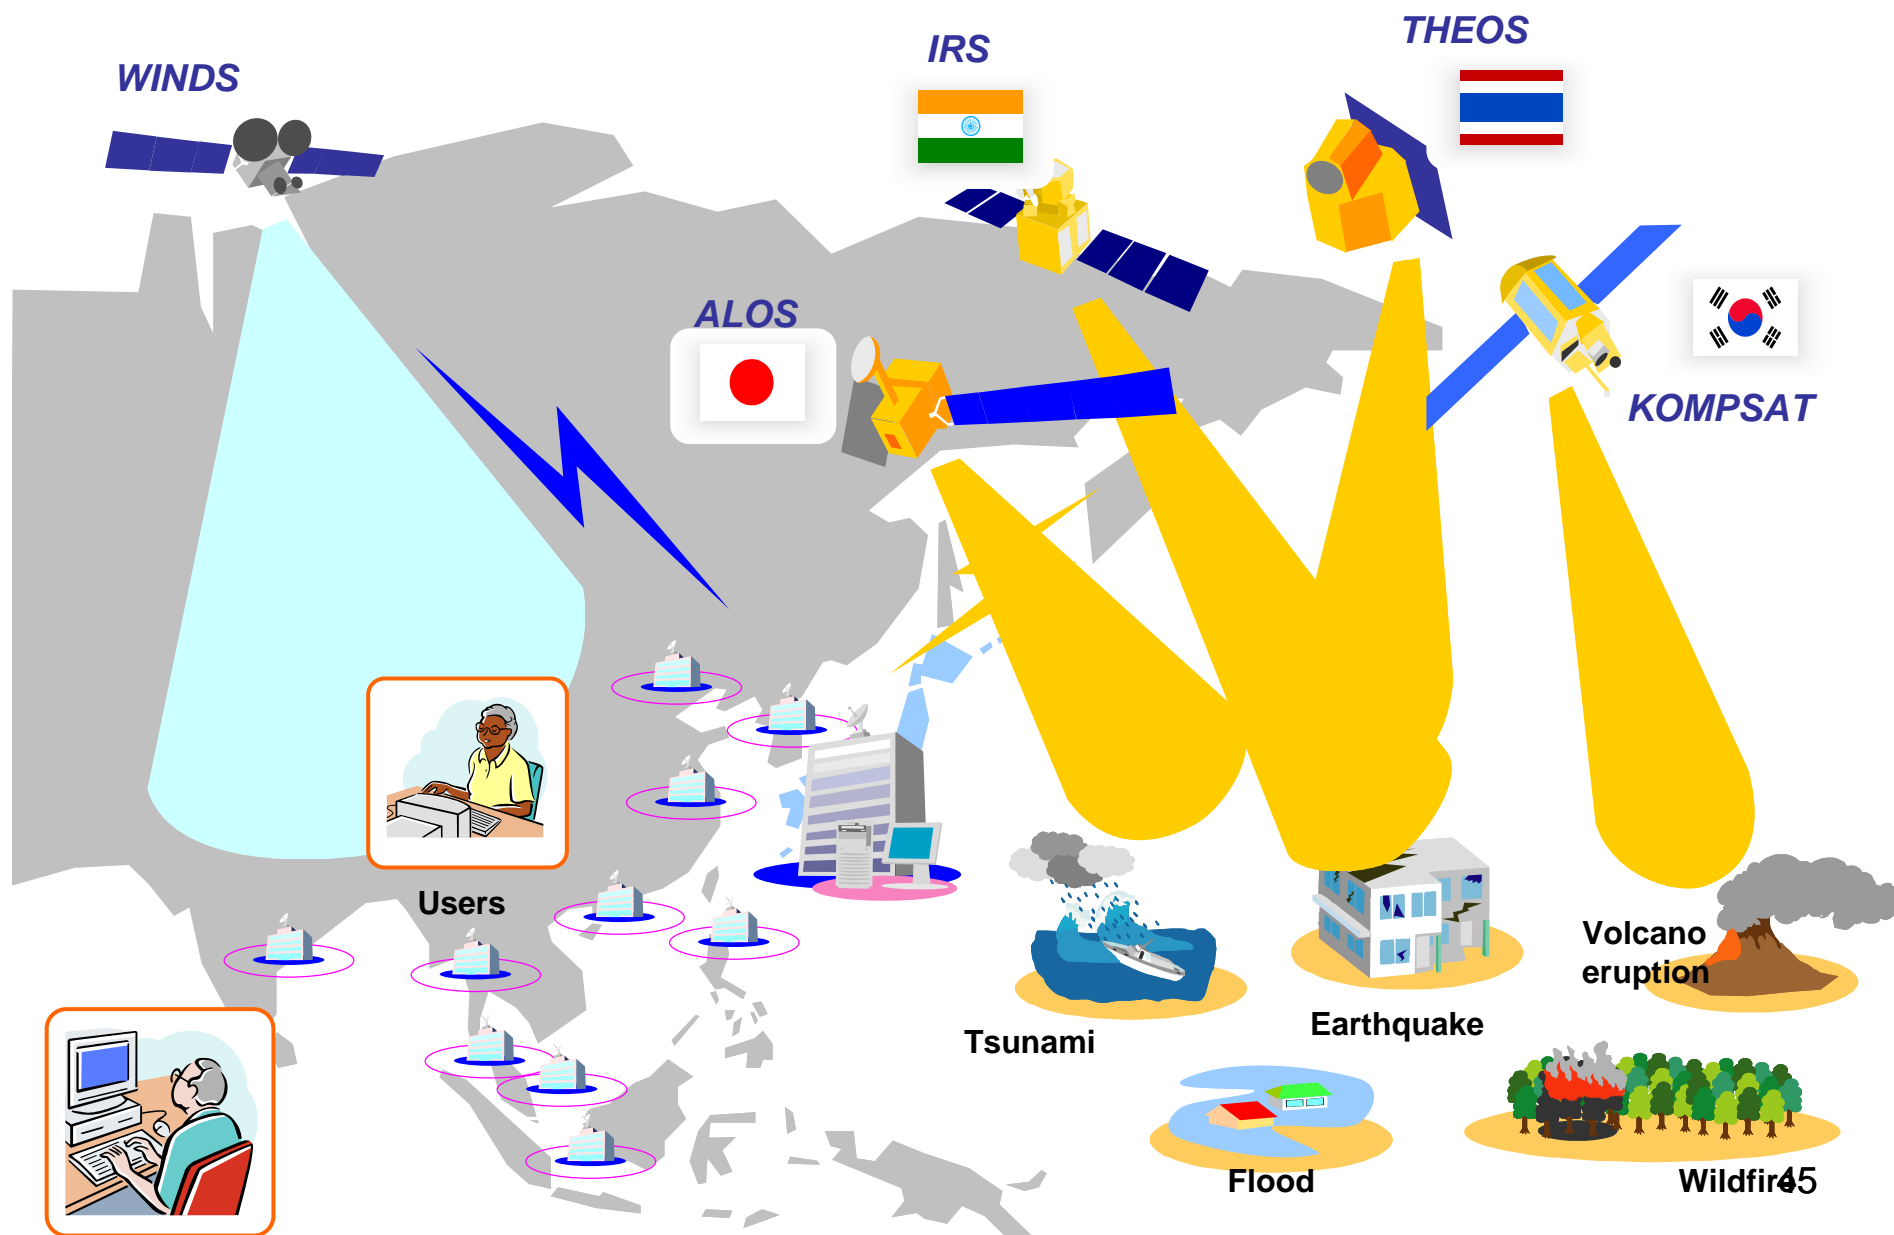 THEOS
IRS
WINDS
ALOS
KOMPSAT
Users
Volcano
eruption
Earthquake
Tsunami
Flood
Wildfire
45